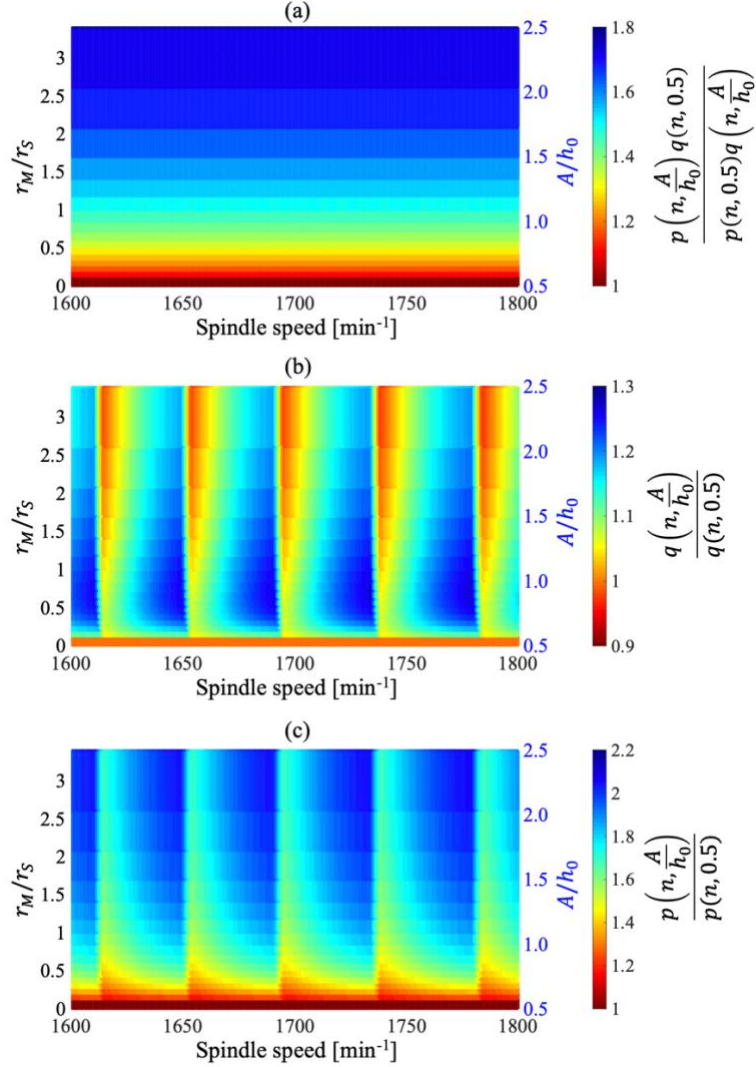 (a)
3
2.5
2
1.5
1
0.5
0
r_M/r_S
2.5
2.0
1.5
1.0
0.5
A/h_0
1600 1650 1700 1750 1800
Spindle speed [min⁻¹]
1.8
1.6
1.4
1.2
1
p(n, A/h_0) q(n, 0.5)
p(n, 0.5)q(n, A/h_0)
(b)
3
2.5
2
1.5
1
0.5
0
r_M/r_S
2.5
2.0
1.5
1.0
0.5
A/h_0
1600 1650 1700 1750 1800
Spindle speed [min⁻¹]
1.3
1.2
1.1
1
0.9
q(n, A/h_0)
q(n, 0.5)
(c)
3
2.5
2
1.5
1
0.5
0
r_M/r_S
2.5
2.0
1.5
1.0
0.5
A/h_0
1600 1650 1700 1750 1800
Spindle speed [min⁻¹]
2.2
2
1.8
1.6
1.4
1.2
1
p(n, A/h_0)
p(n, 0.5)